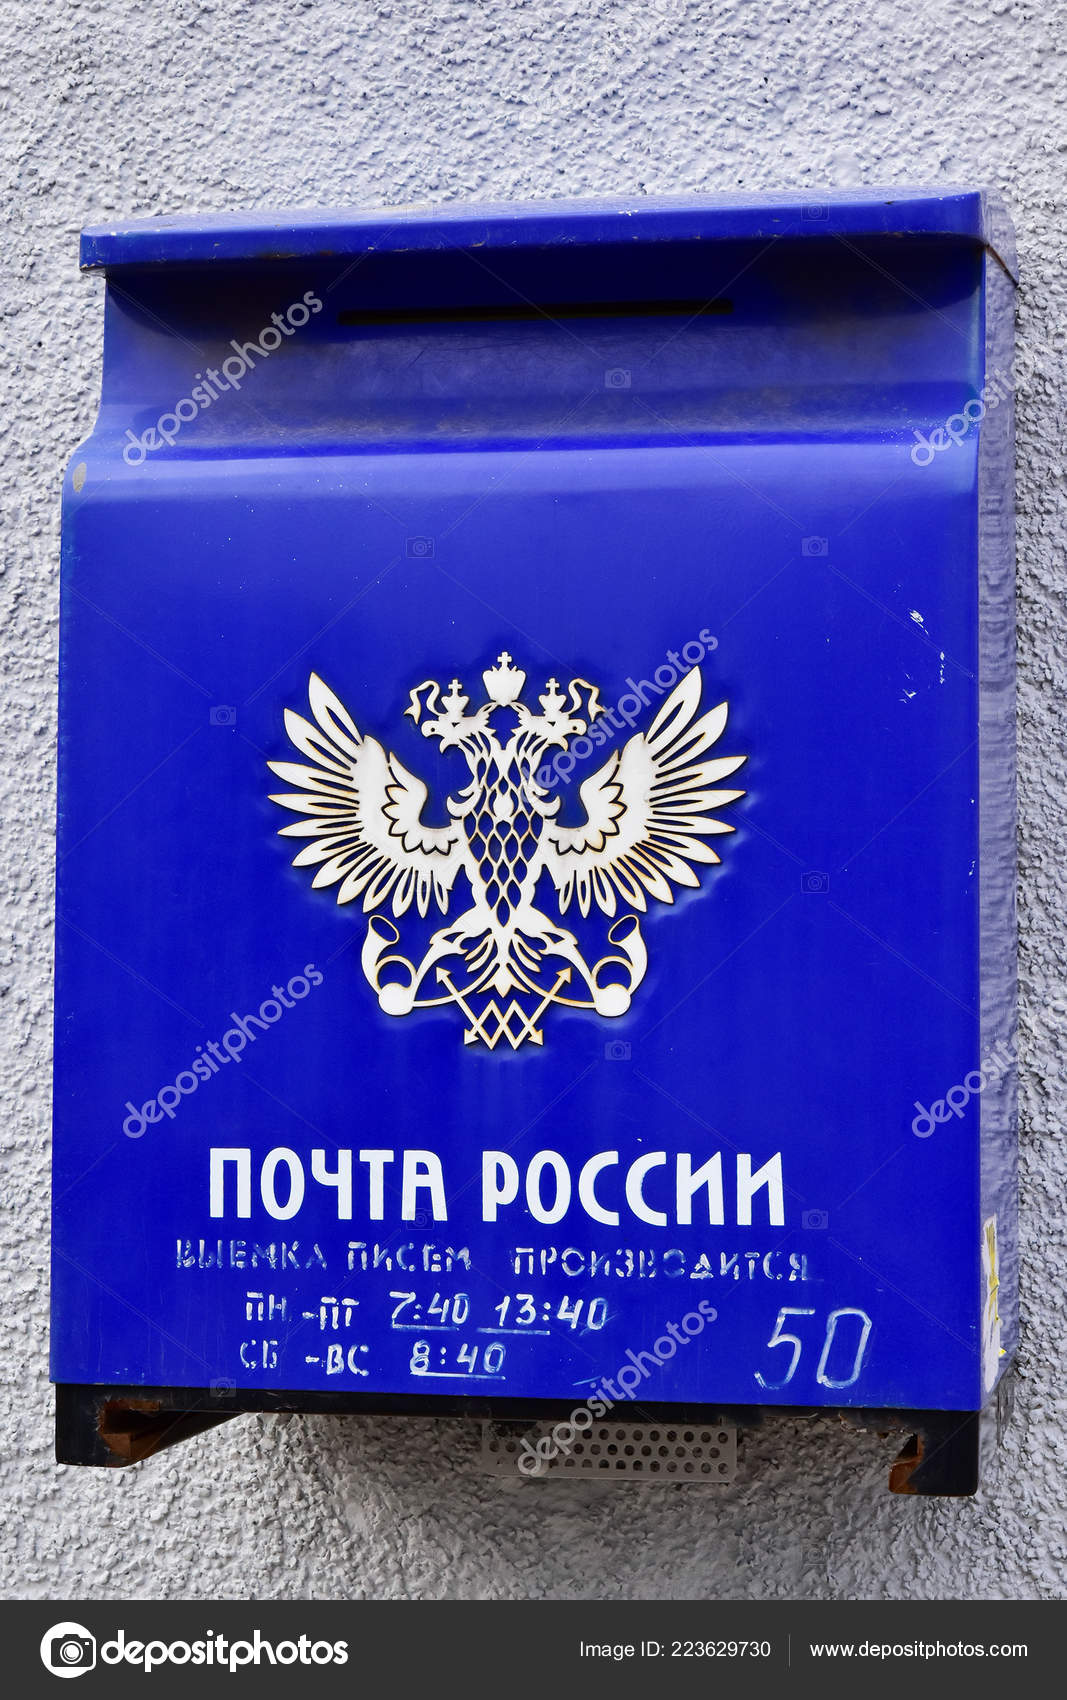 ПОЧТА РОССИИ
ВЫЕМКА ПИСЕМ ПРОИЗВОДИТСЯ
ПН -ПТ 7:40 13:40
СБ -ВС 8:40
50
depositphotos
Image ID: 223629730 www.depositphotos.com